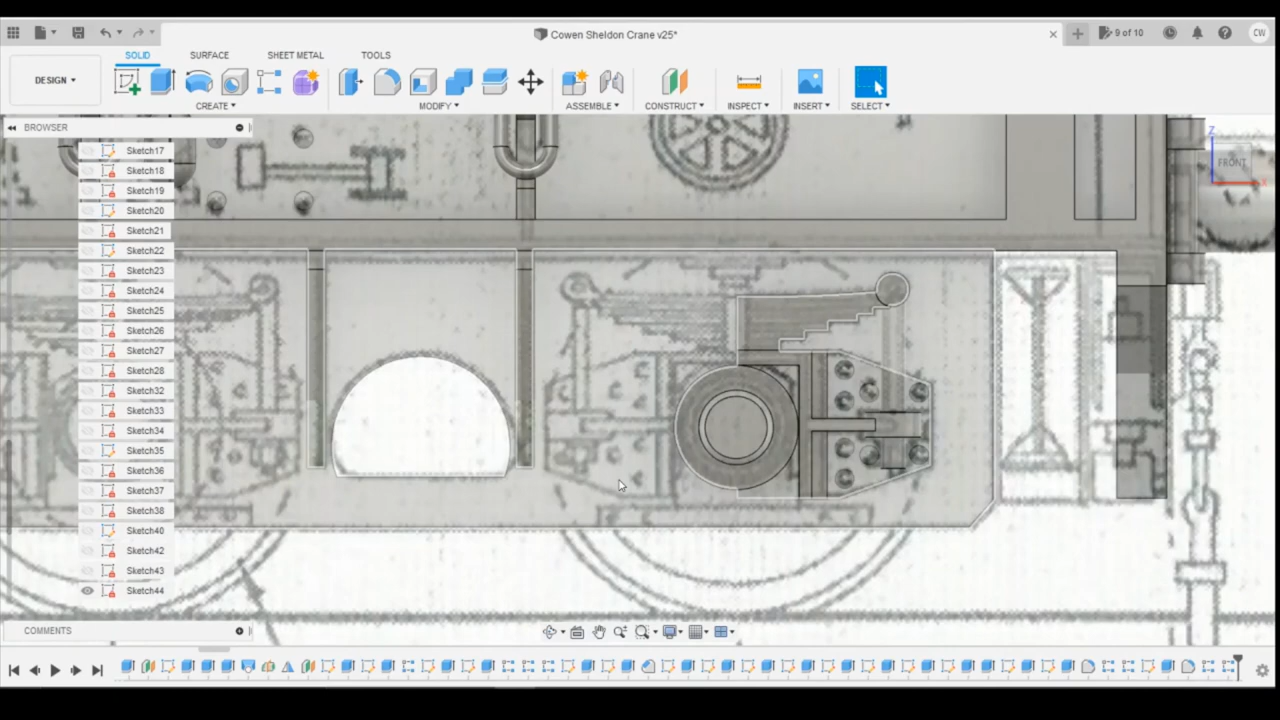 Cowen Sheldon Crane v25*
9 of 10
CW
SOLID
SURFACE
SHEET METAL
TOOLS
DESIGN
CREATE
MODIFY
ASSEMBLE
CONSTRUCT
INSPECT
INSERT
SELECT
BROWSER
Sketch17
Sketch18
Sketch19
Sketch20
Sketch21
Sketch22
Sketch23
Sketch24
Sketch25
Sketch26
Sketch27
Sketch28
Sketch32
Sketch33
Sketch34
Sketch35
Sketch36
Sketch37
Sketch38
Sketch40
Sketch42
Sketch43
Sketch44
Z
FRONT
X
COMMENTS